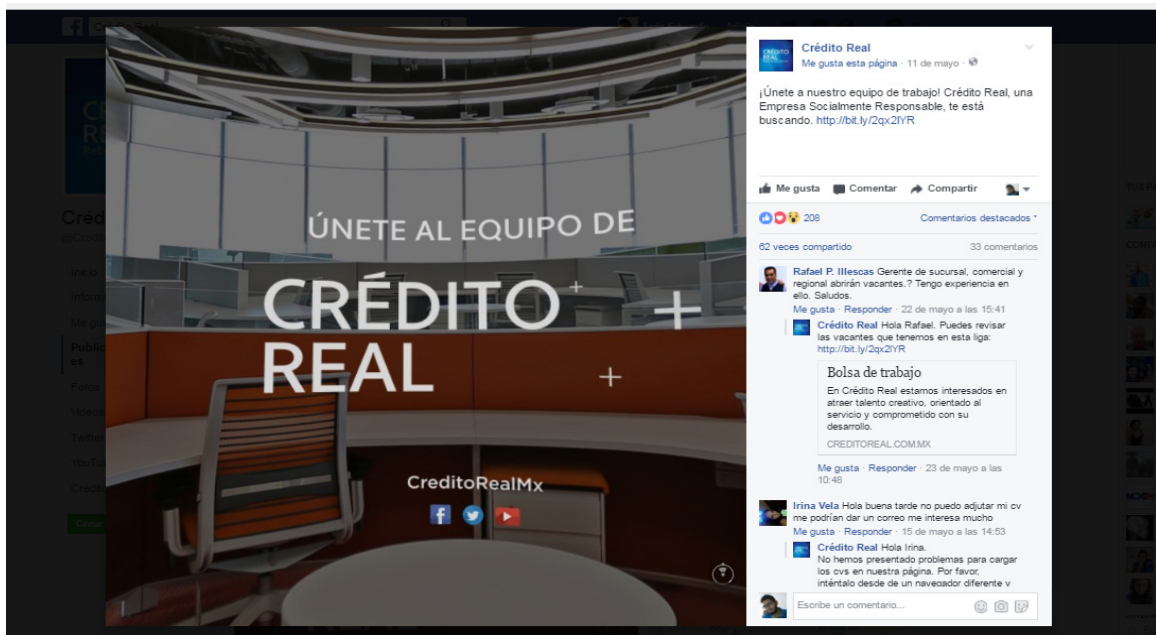 ÚNETE AL EQUIPO DE
CRÉDITO
REAL
CreditoRealMx
Crédito Real
Me gusta esta página · 11 de mayo ·
¡Únete a nuestro equipo de trabajo! Crédito Real, una
Empresa Socialmente Responsable, te está
buscando. http://bit.ly/2qx2lYR
Me gusta Comentar Compartir
208 Comentarios destacados
62 veces compartido 33 comentarios
Rafael P. Illescas Gerente de sucursal, comercial y
regional abrirán vacantes.? Tengo experiencia en
ello. Saludos.
Me gusta · Responder · 22 de mayo a las 15:41
Crédito Real Hola Rafael. Puedes revisar
las vacantes que tenemos en esta liga:
http://bit.ly/2qx2lYR
Bolsa de trabajo
En Crédito Real estamos interesados en
atraer talento creativo, orientado al
servicio y comprometido con su
desarrollo.
CREDITOREAL.COM.MX
Me gusta · Responder · 23 de mayo a las
10:48
Irina Vela Hola buena tarde no puedo adjutar mi cv
me podrían dar un correo me interesa mucho
Me gusta · Responder · 15 de mayo a las 14:53
Crédito Real Hola Irina.
No hemos presentado problemas para cargar
los cvs en nuestra página. Por favor,
inténtalo desde de un navegador diferente y
Escribe un comentario...
Inicio
Fotos
Videos
Twitter